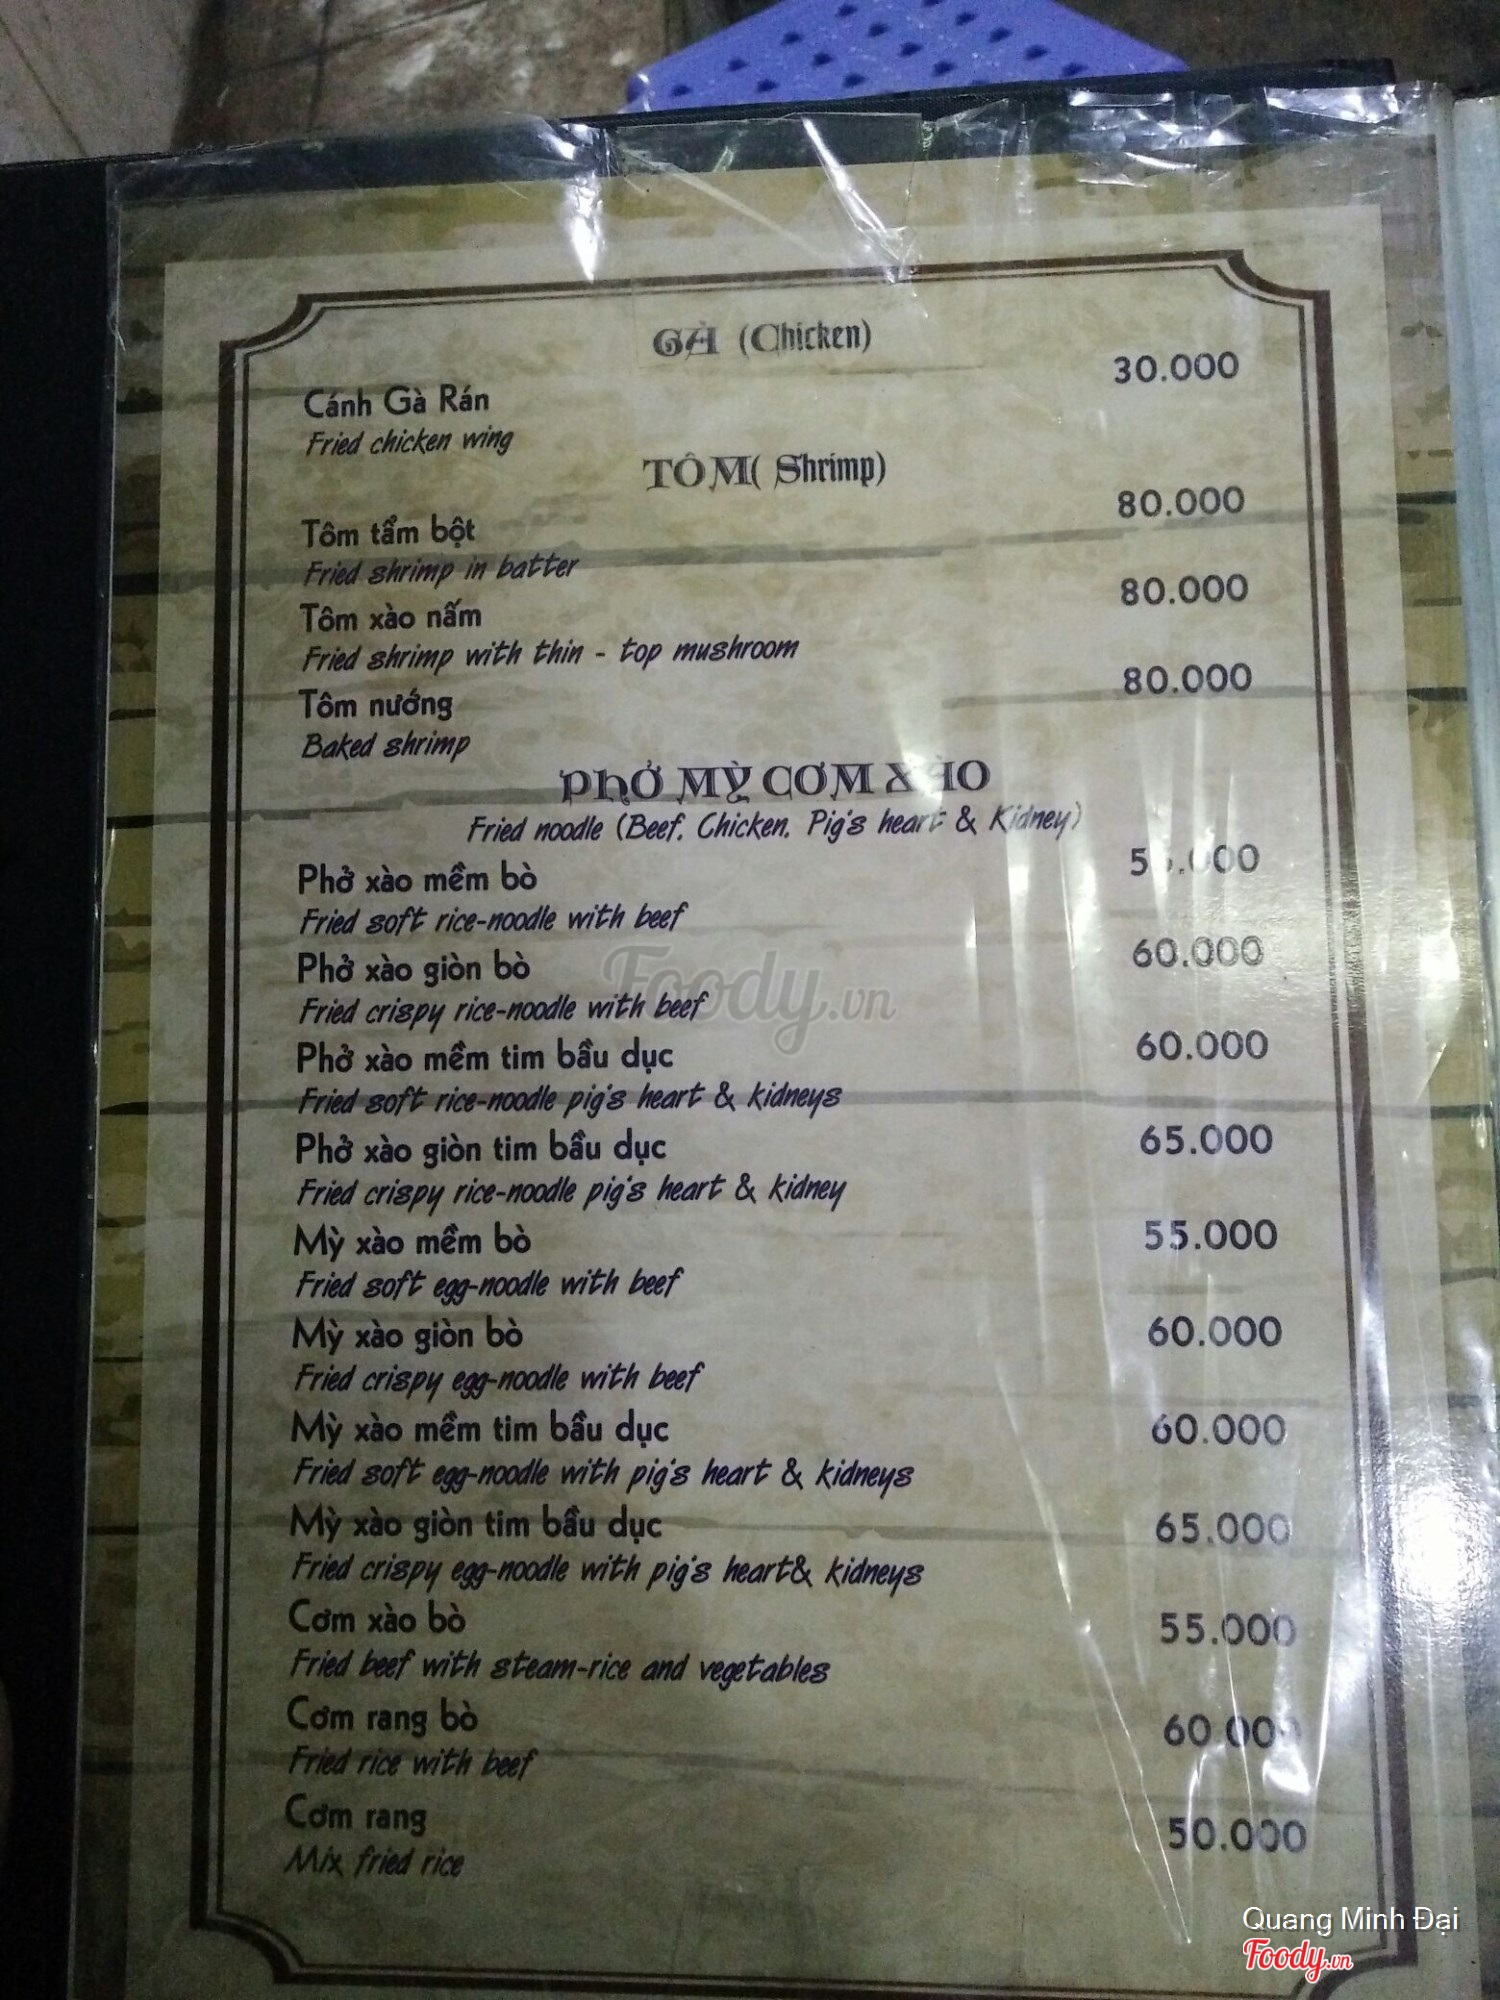 GÀ (Chicken)
Cánh Gà Rán 30.000
Fried chicken wing
TÔM( Shrimp)
Tôm tẩm bột 80.000
Fried shrimp in batter
Tôm xào nấm 80.000
Fried shrimp with thin - top mushroom
Tôm nướng 80.000
Baked shrimp
PHỞ MỲ CƠM XÀO
Fried noodle (Beef, Chicken, Pig's heart & Kidney)
Phở xào mềm bò
Fried soft rice-noodle with beef
Phở xào giòn bò 60.000
Fried crispy rice-noodle with beef
Phở xào mềm tim bầu dục 60.000
Fried soft rice-noodle pig's heart & kidneys
Phở xào giòn tim bầu dục 65.000
Fried crispy rice-noodle pig's heart & kidney
Mỳ xào mềm bò 55.000
Fried soft egg-noodle with beef
Mỳ xào giòn bò 60.000
Fried crispy egg-noodle with beef
Mỳ xào mềm tim bầu dục 60.000
Fried soft egg-noodle with pig's heart & kidneys
Mỳ xào giòn tim bầu dục 65.000
Fried crispy egg-noodle with pig's heart& kidneys
Cơm xào bò 55.000
Fried beef with steam-rice and vegetables
Cơm rang bò 60.000
Fried rice with beef
Cơm rang 50.000
Mix fried rice
Foody.vn
Quang Minh Đại
Foody.vn